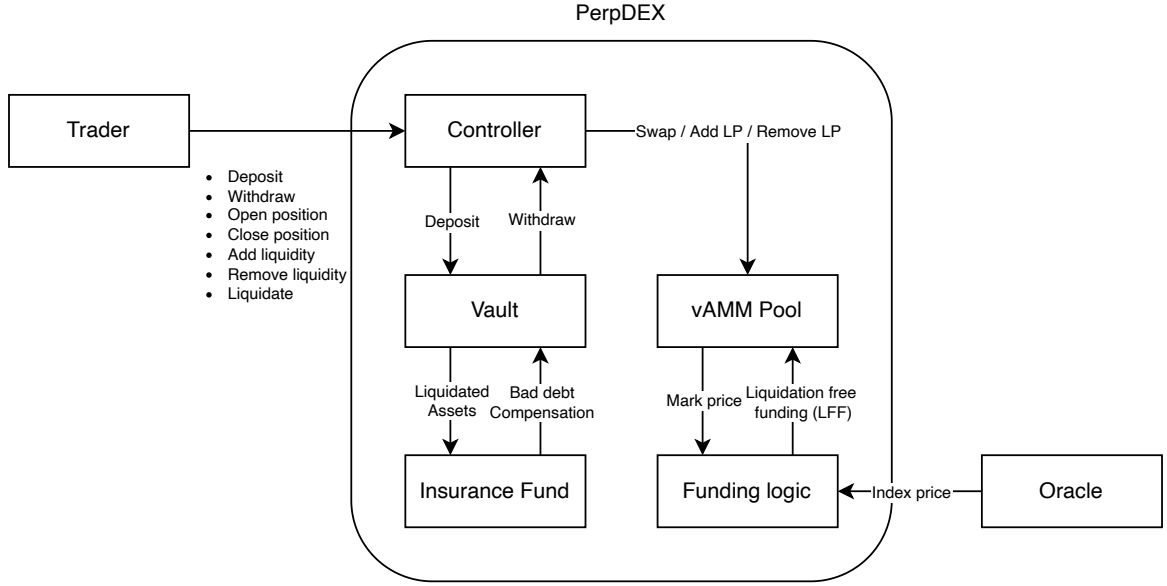 PerpDEX
Trader
Controller
Swap / Add LP / Remove LP
• Deposit
• Withdraw
• Open position
• Close position
• Add liquidity
• Remove liquidity
• Liquidate
Deposit
Withdraw
Vault
vAMM Pool
Liquidated
Assets
Bad debt
Compensation
Mark price
Liquidation free
funding (LFF)
Insurance Fund
Funding logic
Index price
Oracle